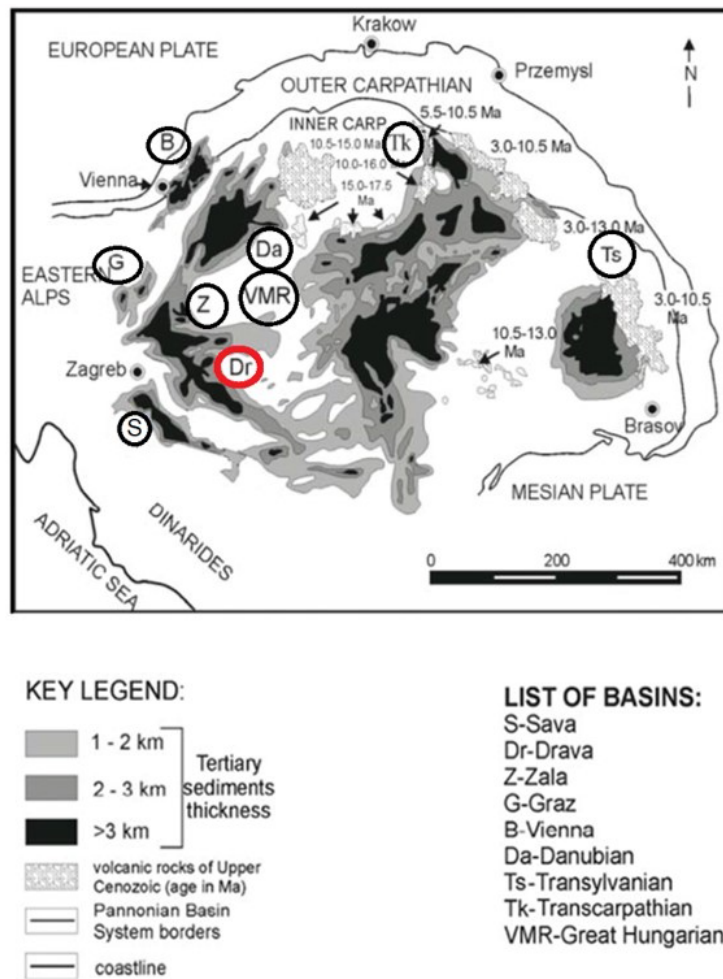 Krakow
EUROPEAN PLATE
Przemysl
OUTER CARPATHIAN
N
5.5-10.5 Ma
INNER CARP
B
Tk
10.5-15.0 Ma
3.0-10.5 Ma
10.0-16.0 Ma
Vienna
15.0-17.5
Ma
3.0-13.0 Ma
Da
Ts
G
EASTERN
ALPS
Z
VMR
3.0-10.5
Ma
10.5-13.0
Ma
Zagreb
Dr
S
Brasov
MESIAN PLATE
DINARIDES
ADRIATIC SEA
0
200
400 km
KEY LEGEND:
1 - 2 km
2 - 3 km
>3 km
Tertiary
sediments
thickness
volcanic rocks of Upper
Cenozoic (age in Ma)
Pannonian Basin
System borders
coastline
LIST OF BASINS:
S-Sava
Dr-Drava
Z-Zala
G-Graz
B-Vienna
Da-Danubian
Ts-Transylvanian
Tk-Transcarpathian
VMR-Great Hungarian